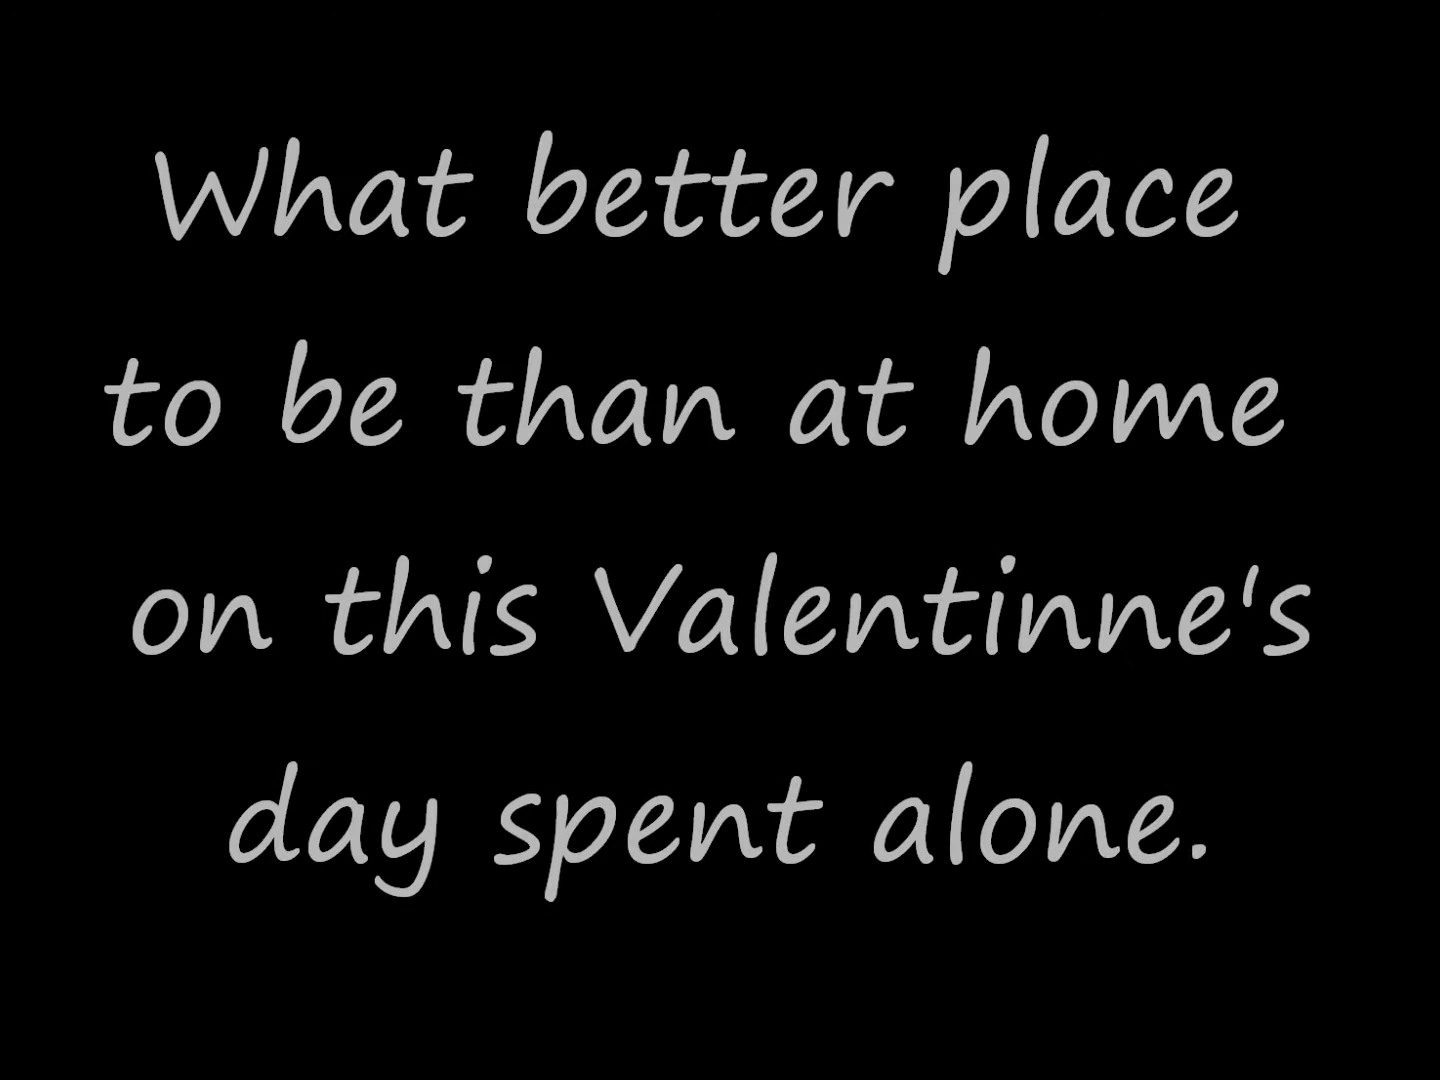 What better place
to be than at home
on this Valentinne's
day spent alone.